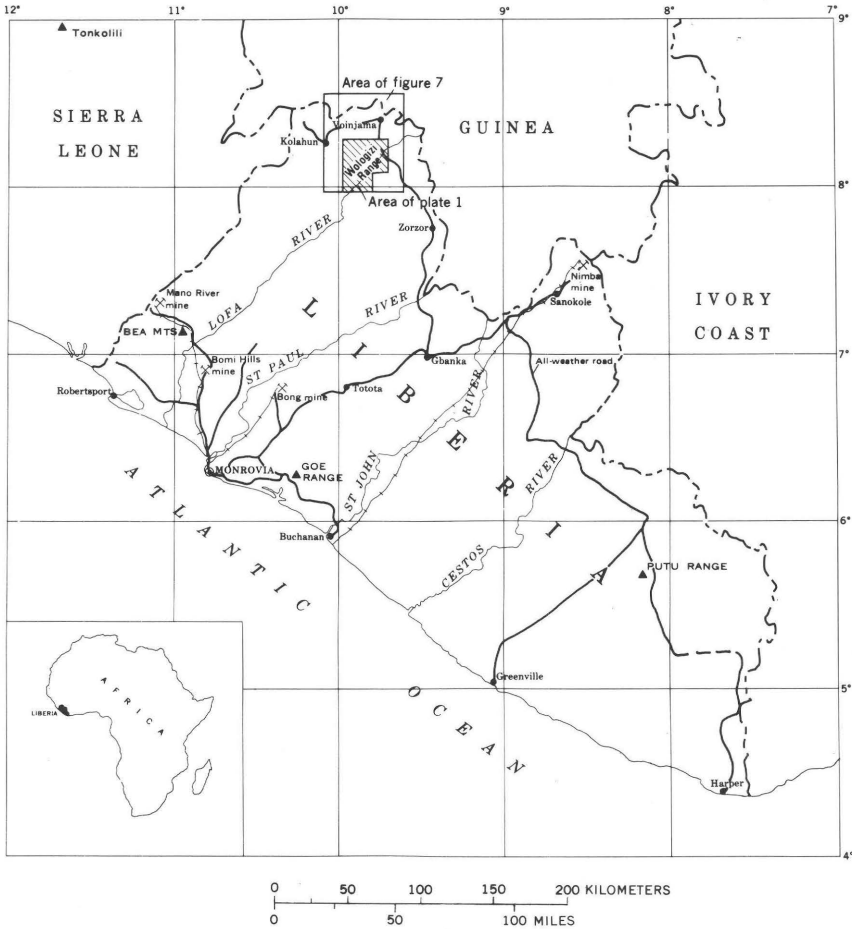 12°
11°
10°
9°
8°
7°
9°
Tonkolili
Area of figure 7
SIERRA
LEONE
GUINEA
Voinjama
Kolahun
Wologizi
Range
8°
Area of plate 1
Zorzor
LOFA RIVER
ST PAUL RIVER
Nimba
mine
Sanokole
IVORY
COAST
Mano River
mine
BEA MTS
7°
Bomi Hills
mine
Gbanka
All-weather road
Robertsport
Bong mine
Totota
LIBERIA
MONROVIA
GOE
RANGE
ST JOHN RIVER
CESTOS RIVER
6°
Buchanan
PUTU RANGE
ATLANTIC
OCEAN
Greenville
5°
AFRICA
LIBERIA
Harper
4°
0 50 100 150 200 KILOMETERS
0 50 100 MILES